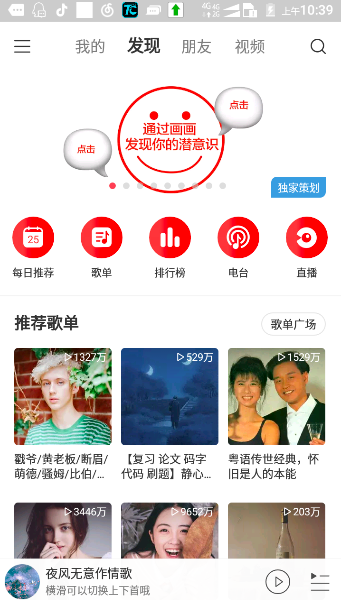 4G 4G 上午10:39
我的 发现 朋友 视频
点击
通过画画
点击
发现你的潜意识
独家策划
25
每日推荐 歌单 排行榜 电台 直播
推荐歌单
歌单广场
1327万 529万 1529万
戳爷/黄老板/断眉/
萌德/骚姆/比伯/...
【复习 论文 码字
代码 刷题】静心...
粤语传世经典，怀
旧是人的本能
3446万 9652万 203万
夜风无意作情歌
横滑可以切换上下首哦